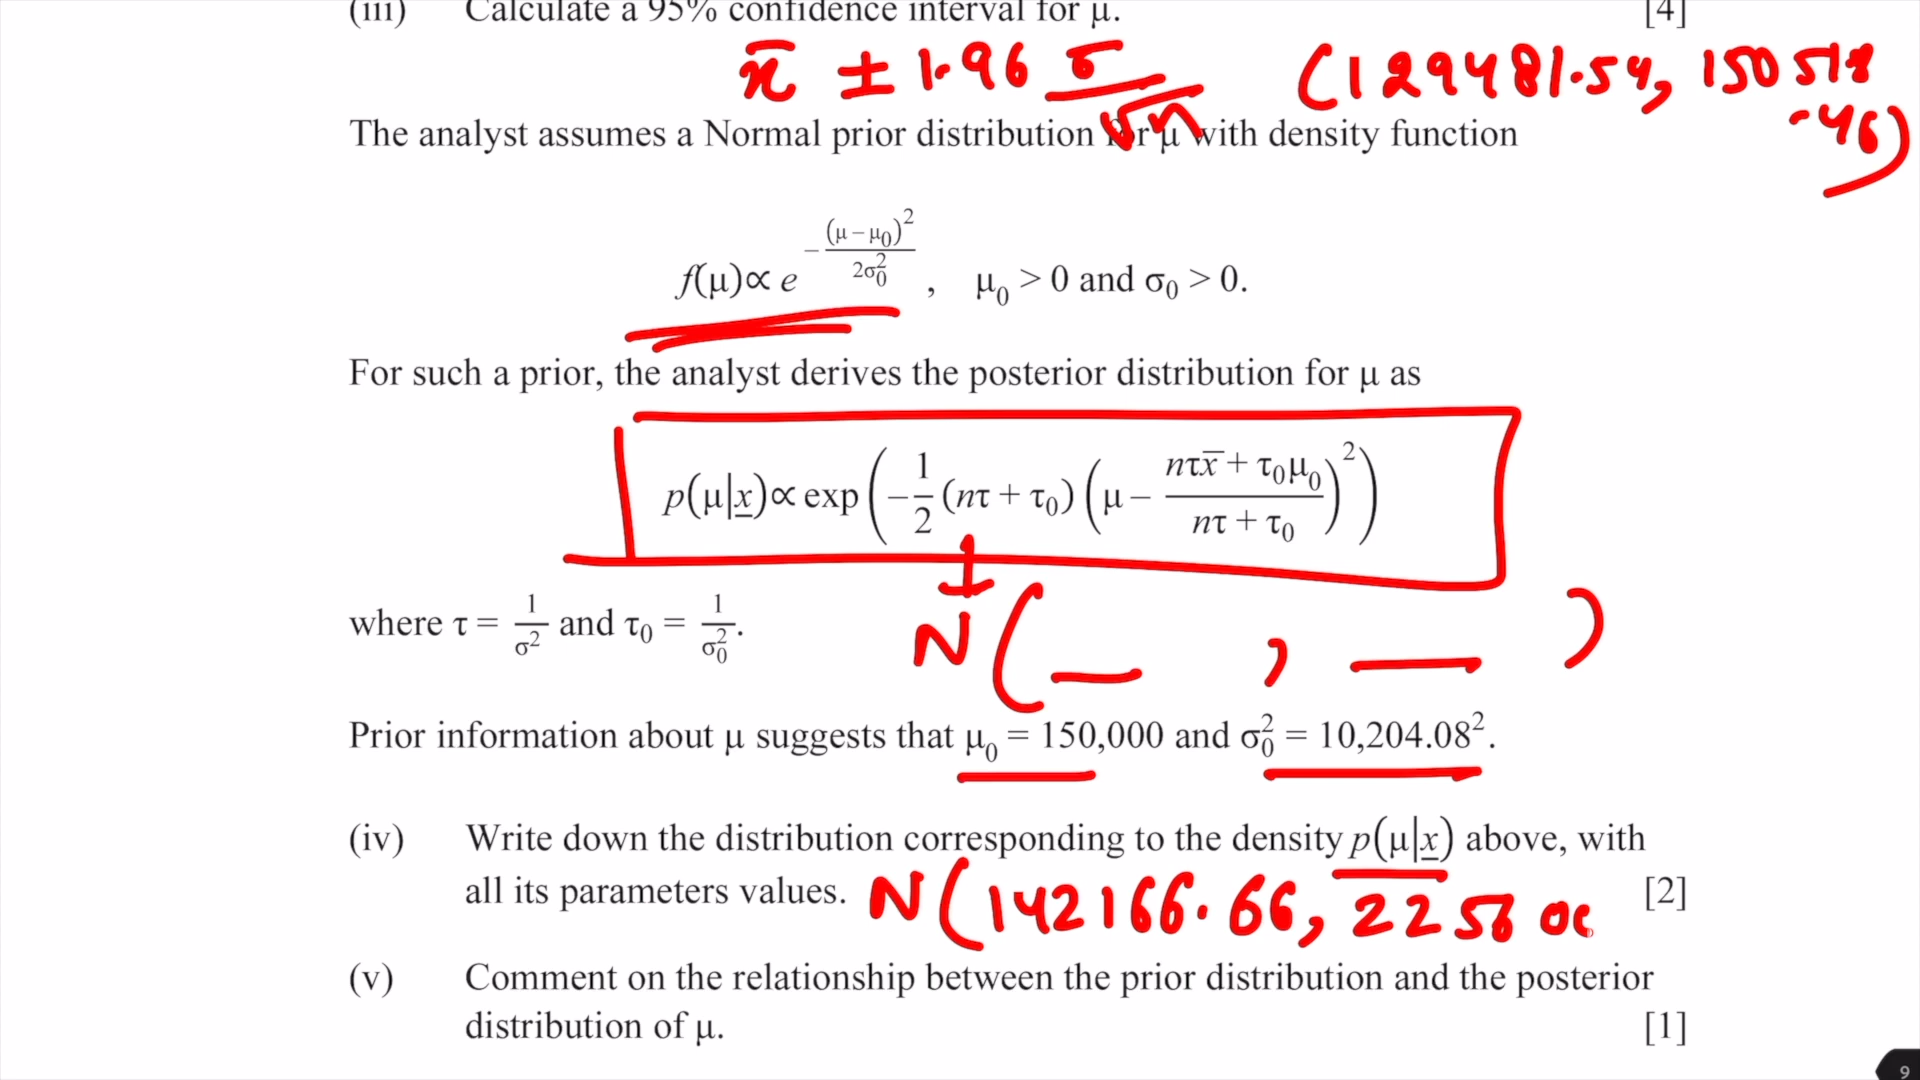 (iii) Calculate a 95% confidence interval for μ. [4]
x̄ ± 1.96 σ/√n (129481.54, 150518.46)
The analyst assumes a Normal prior distribution for μ with density function
f(μ) ∝ e^{-(μ−μ₀)²/2σ₀²}, μ₀ > 0 and σ₀ > 0.
For such a prior, the analyst derives the posterior distribution for μ as
p(μ|x) ∝ exp(−1/2 (nτ + τ₀)(μ − (nτx̄ + τ₀μ₀)/(nτ + τ₀))²)
where τ = 1/σ² and τ₀ = 1/σ₀².
N( , )
Prior information about μ suggests that μ₀ = 150,000 and σ₀² = 10,204.08².
(iv) Write down the distribution corresponding to the density p(μ|x) above, with
all its parameters values. [2]
N(142166.66, 2256
(v) Comment on the relationship between the prior distribution and the posterior
distribution of μ. [1]
9